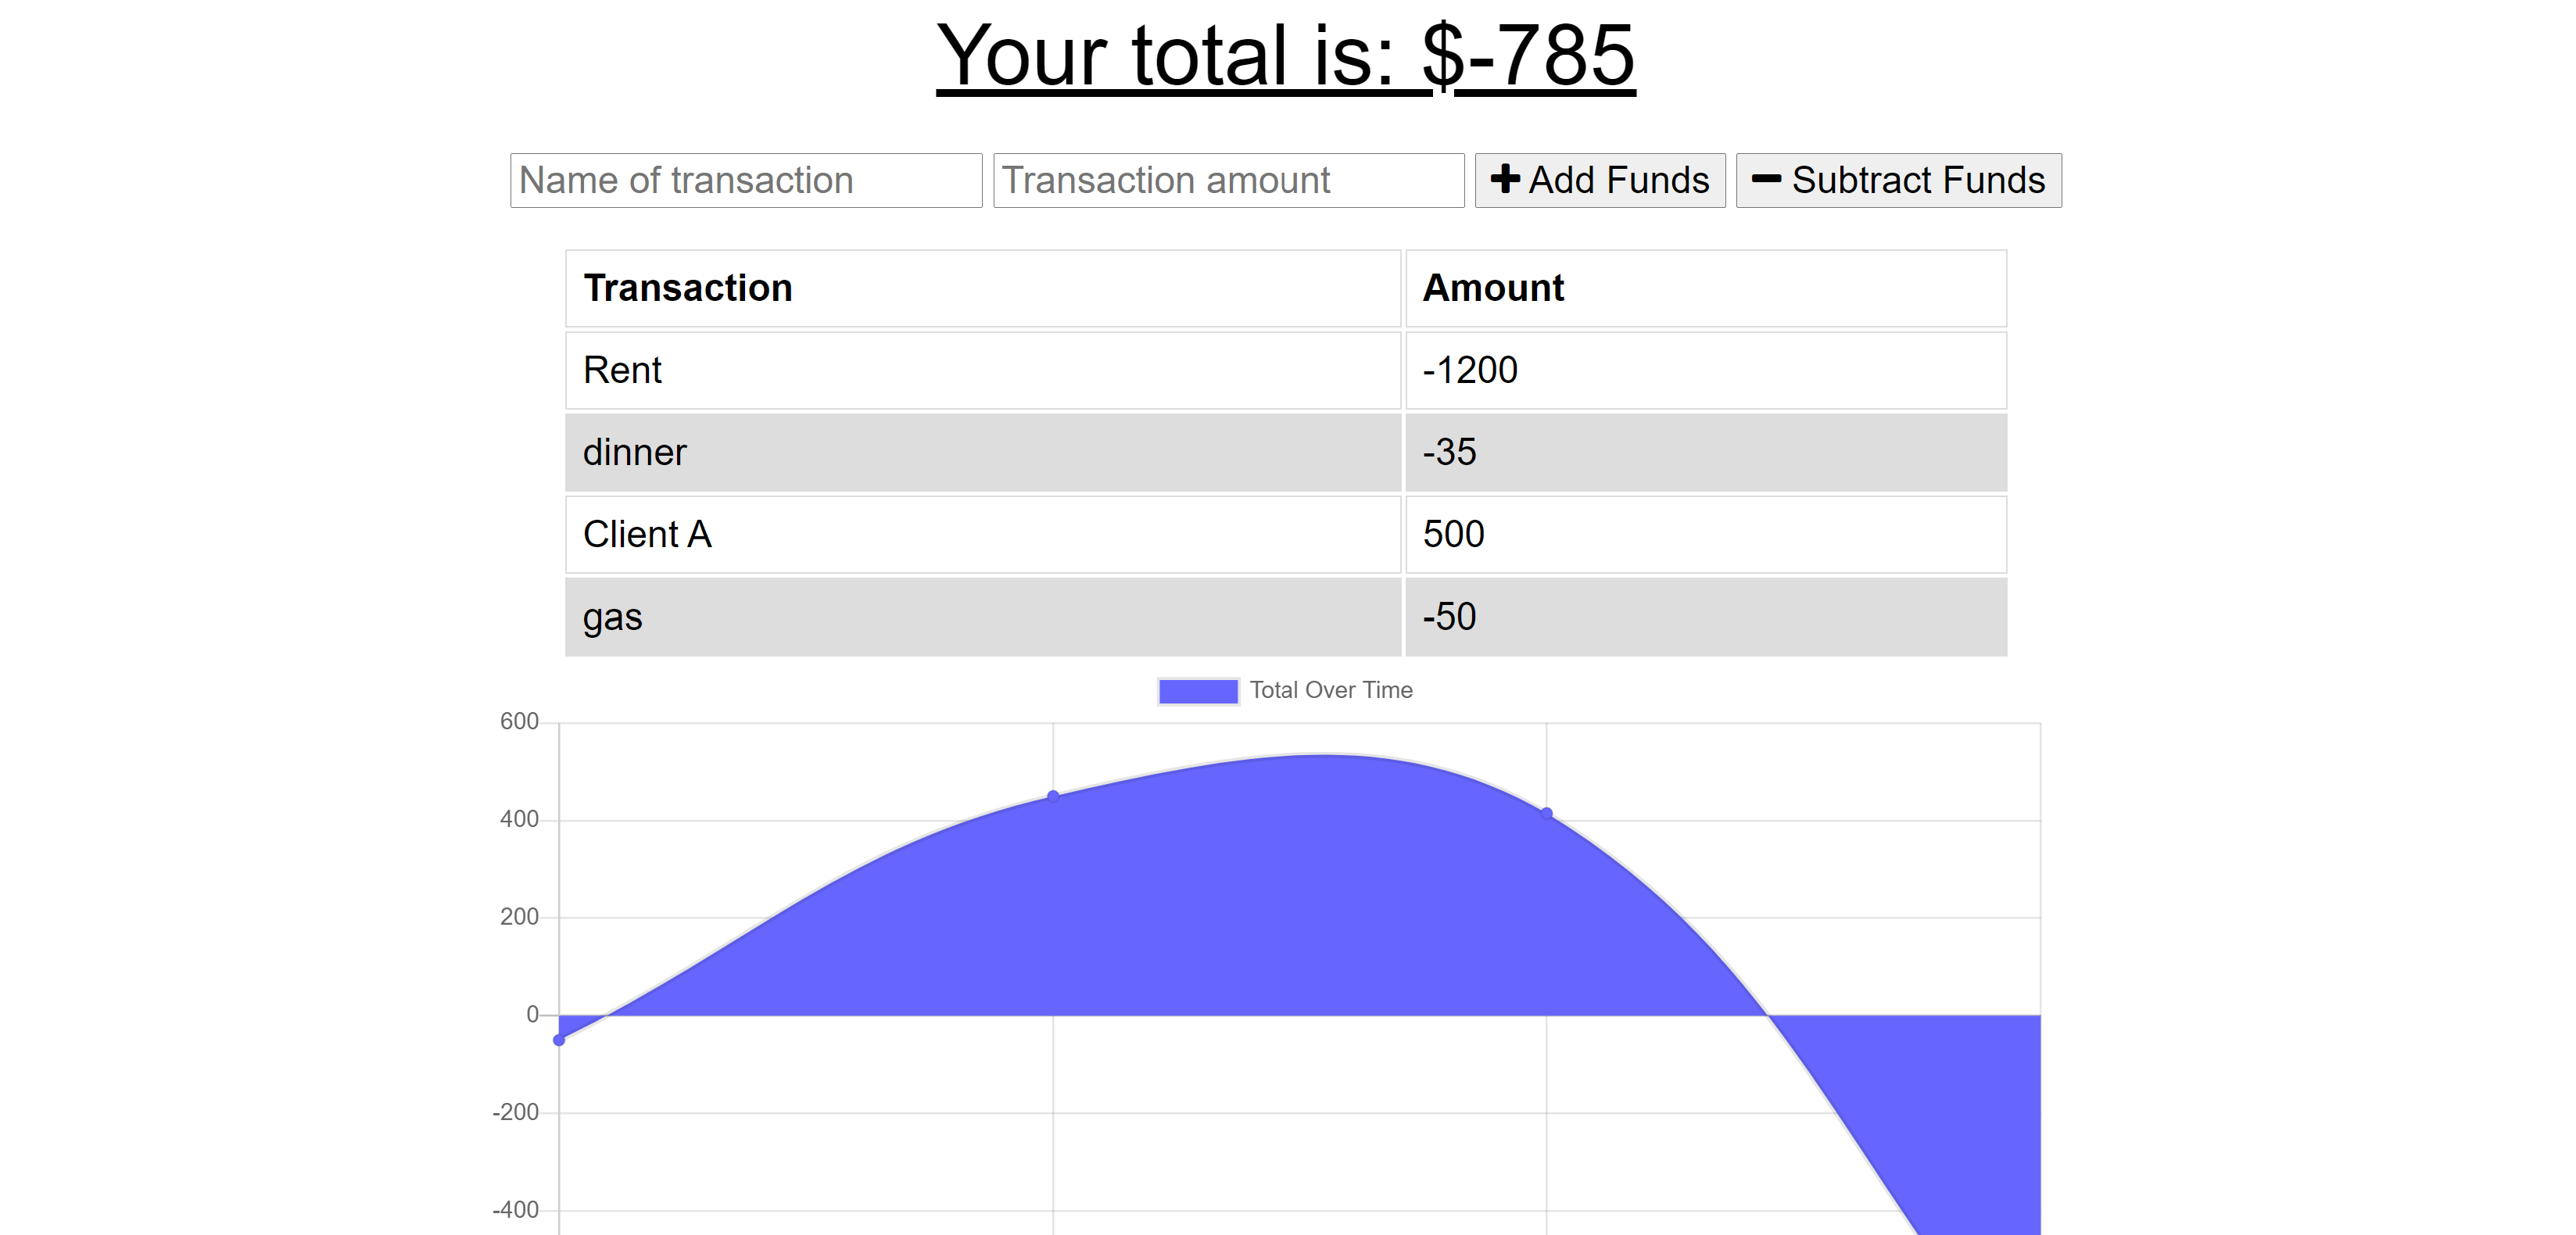 Your total is: $-785
Name of transaction Transaction amount Add Funds Subtract Funds
Transaction Amount
Rent -1200
dinner -35
Client A 500
gas -50
Total Over Time
600
400
200
0
-200
-400